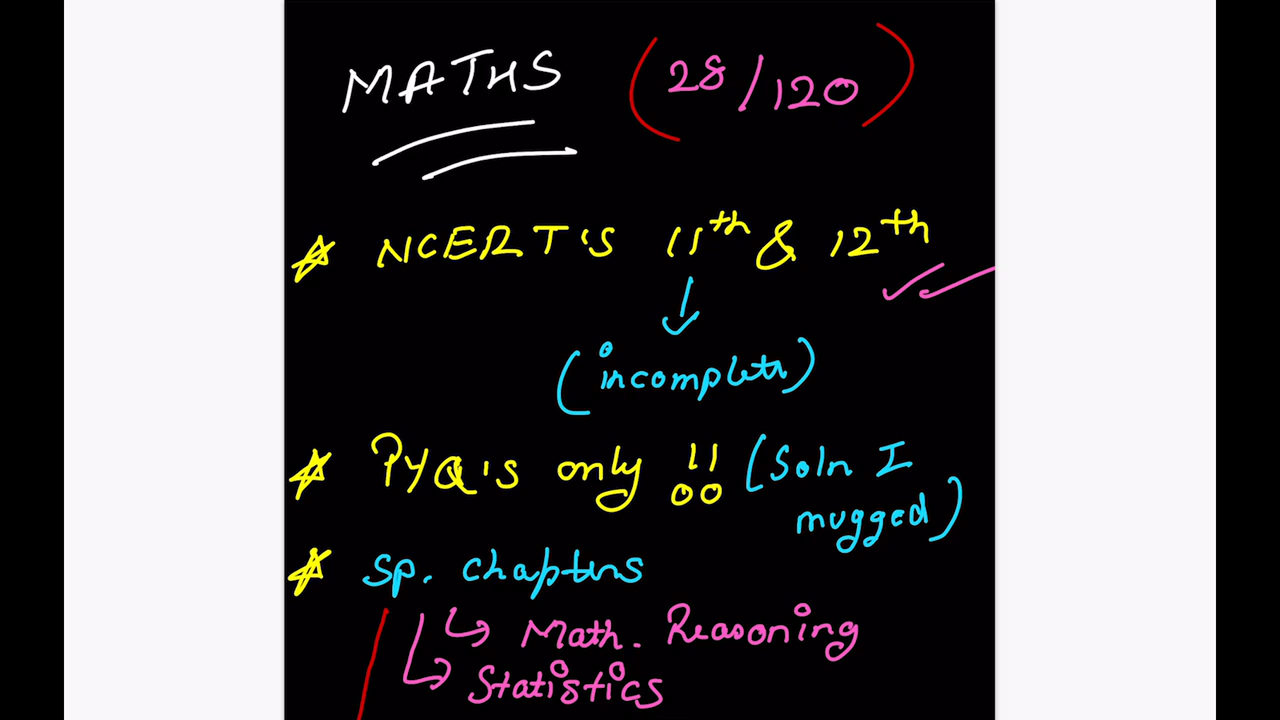 MATHS (28/120)
☆ NCERT's 11th & 12th
↓
(incomplete)
☆ PYQ's only !! (Soln I
mugged)
☆ Sp. chapters
↳ Math. Reasoning
↳ Statistics